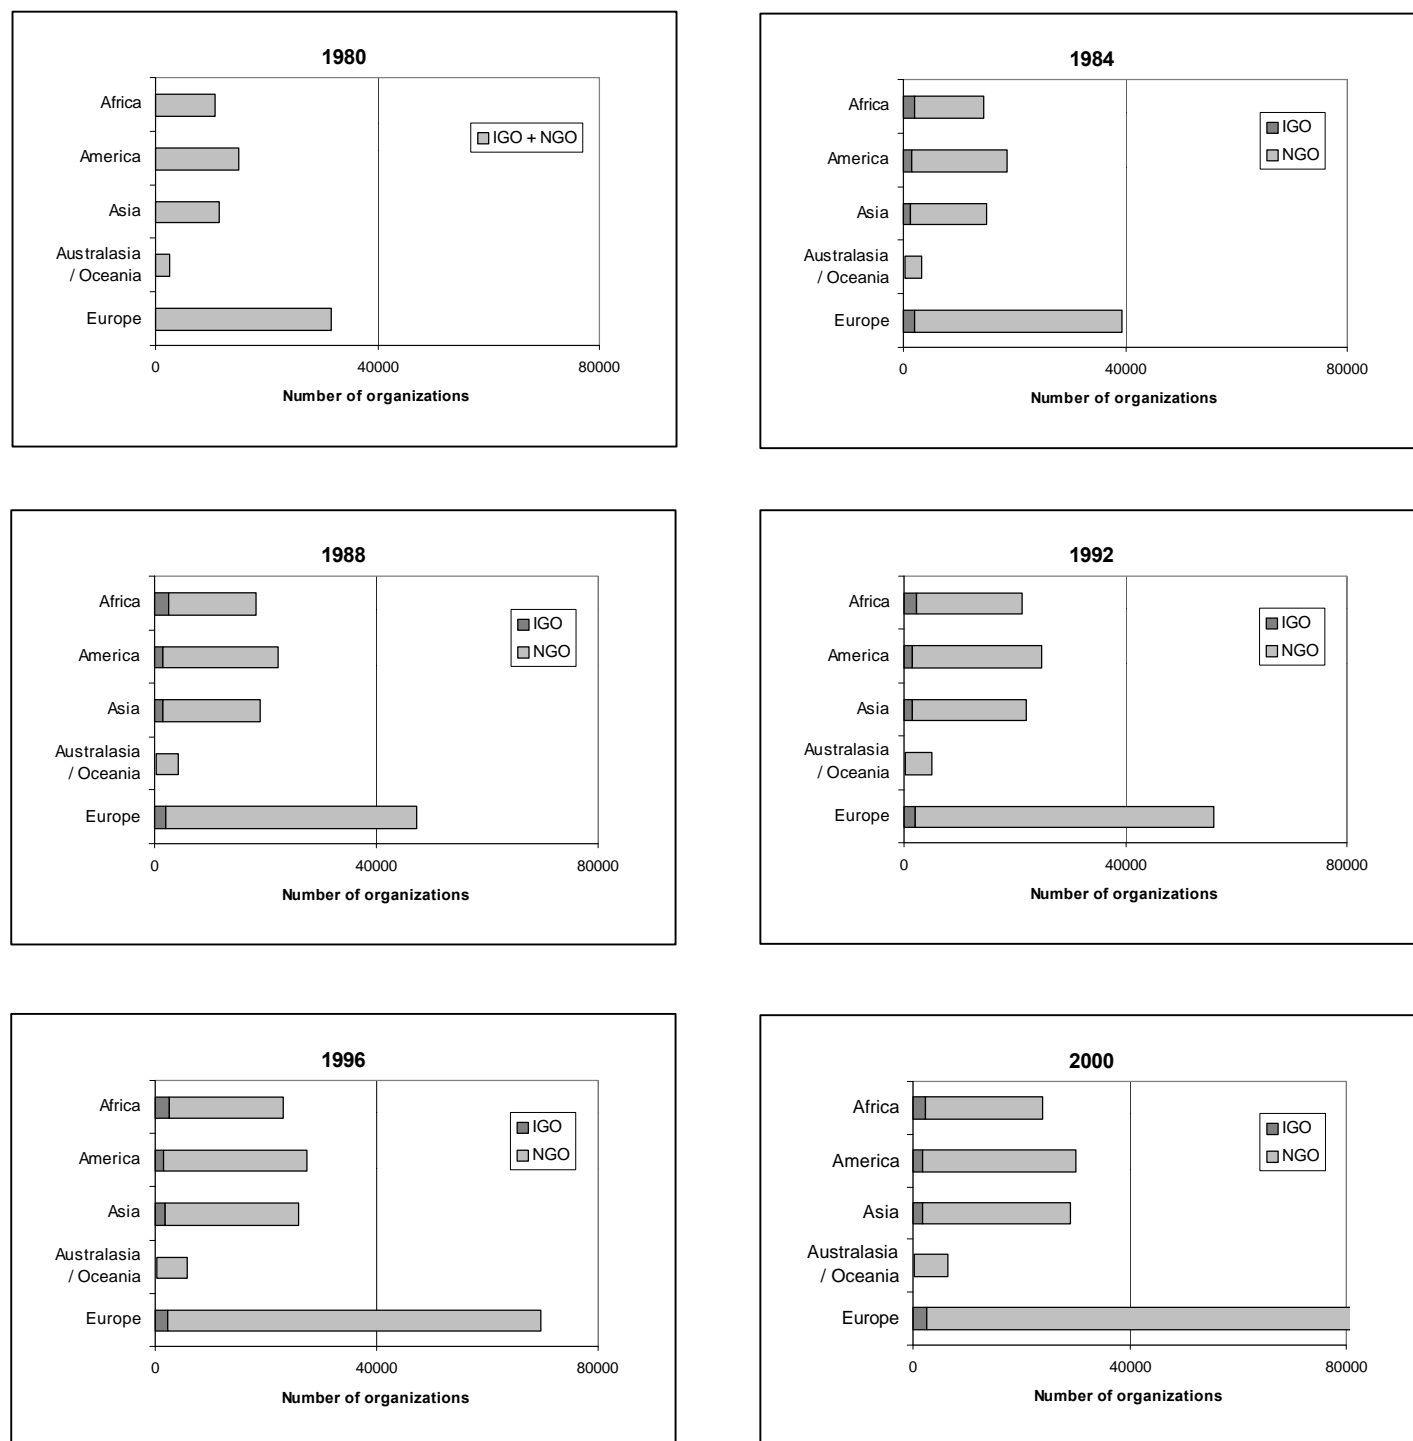 1980
Africa
America
Asia
Australasia
/ Oceania
Europe
IGO + NGO
0 40000 80000
Number of organizations
1984
Africa
America
Asia
Australasia
/ Oceania
Europe
IGO
NGO
0 40000 80000
Number of organizations
1988
Africa
America
Asia
Australasia
/ Oceania
Europe
IGO
NGO
0 40000 80000
Number of organizations
1992
Africa
America
Asia
Australasia
/ Oceania
Europe
IGO
NGO
0 40000 80000
Number of organizations
1996
Africa
America
Asia
Australasia
/ Oceania
Europe
IGO
NGO
0 40000 80000
Number of organizations
2000
Africa
America
Asia
Australasia
/ Oceania
Europe
IGO
NGO
0 40000 80000
Number of organizations